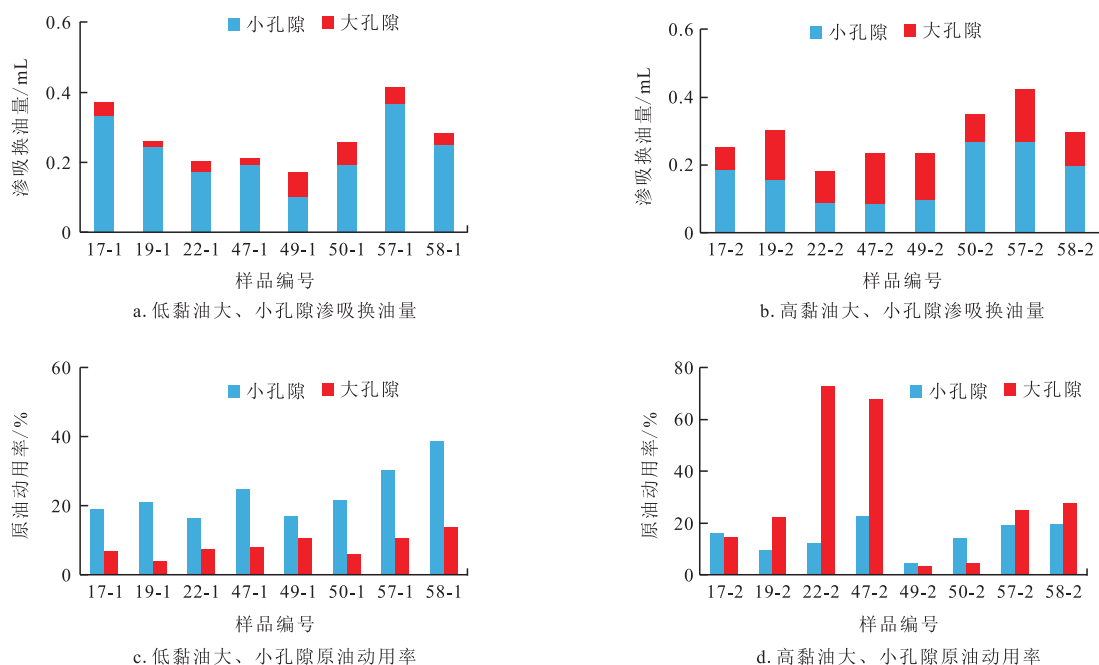 小孔隙 大孔隙
渗吸换油量/mL
0.6
0.4
0.2
0
17-1 19-1 22-1 47-1 49-1 50-1 57-1 58-1
样品编号
a. 低黏油大、小孔隙渗吸换油量
小孔隙 大孔隙
渗吸换油量/mL
0.6
0.4
0.2
0
17-2 19-2 22-2 47-2 49-2 50-2 57-2 58-2
样品编号
b. 高黏油大、小孔隙渗吸换油量
小孔隙 大孔隙
原油动用率/%
60
40
20
0
17-1 19-1 22-1 47-1 49-1 50-1 57-1 58-1
样品编号
c. 低黏油大、小孔隙原油动用率
小孔隙 大孔隙
原油动用率/%
80
60
40
20
0
17-2 19-2 22-2 47-2 49-2 50-2 57-2 58-2
样品编号
d. 高黏油大、小孔隙原油动用率